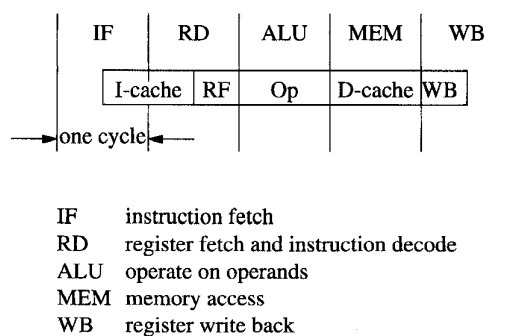 IF RD ALU MEM WB
I-cache RF Op D-cache WB
one cycle
IF instruction fetch
RD register fetch and instruction decode
ALU operate on operands
MEM memory access
WB register write back